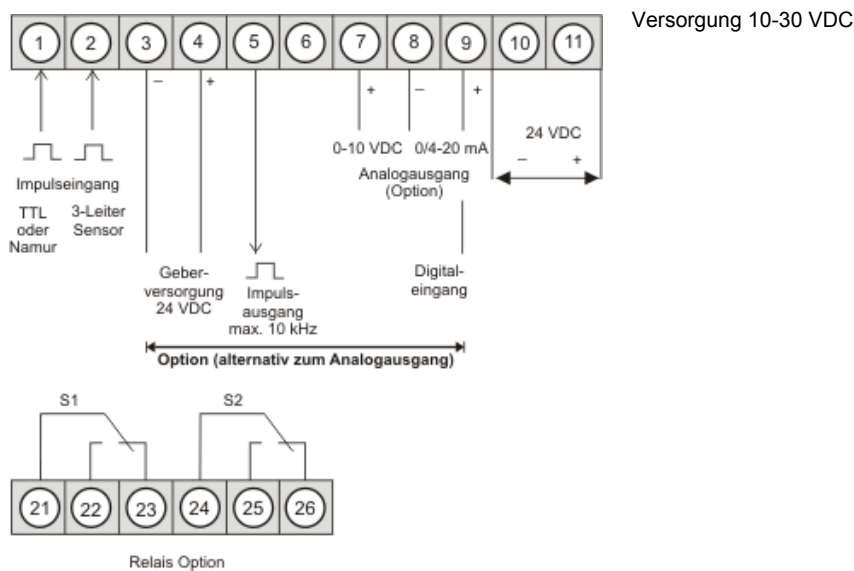 Versorgung 10-30 VDC
1 2 3 4 5 6 7 8 9 10 11
– + + – +
24 VDC
– +
0-10 VDC 0/4-20 mA
Analogausgang
(Option)
Impulseingang
TTL
oder
Namur
3-Leiter
Sensor
Geber-
versorgung
24 VDC
Impuls-
ausgang
max. 10 kHz
Digital-
eingang
Option (alternativ zum Analogausgang)
S1 S2
21 22 23 24 25 26
Relais Option